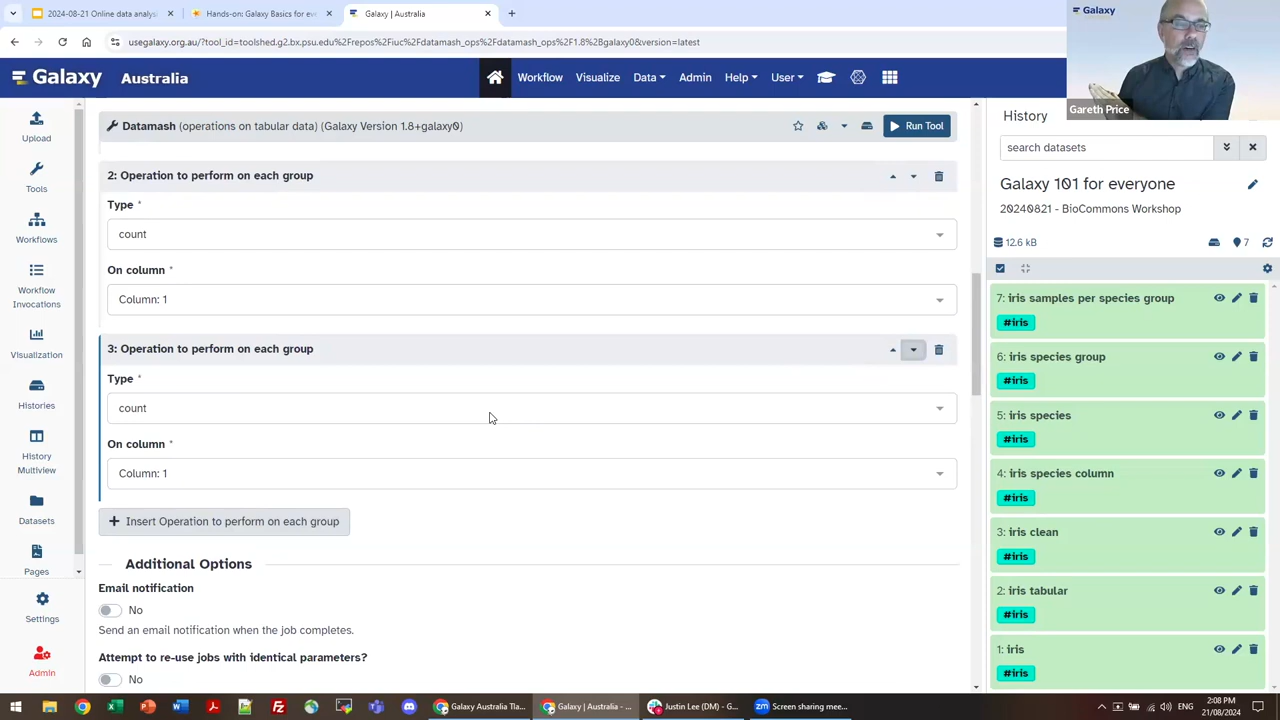 2024-08-21 Online data analysi
Hands-on: Galaxy Basics for eve
Galaxy | Australia
usegalaxy.org.au/?tool_id=toolshed.g2.bx.psu.edu%2Frepos%2Fiuc%2Fdatamash_ops%2Fdatamash_ops%2F1.8%2Bgalaxy0&version=latest
Galaxy Australia
Workflow Visualize Data Admin Help User
Galaxy
Gareth Price
Upload
Tools
Workflows
Workflow
Invocations
Visualization
Histories
History
Multiview
Datasets
Pages
Settings
Admin
Datamash (operations on tabular data) (Galaxy Version 1.8+galaxy0)
Run Tool
2: Operation to perform on each group
Type *
count
On column *
Column: 1
3: Operation to perform on each group
Type *
count
On column *
Column: 1
Insert Operation to perform on each group
Additional Options
Email notification
No
Send an email notification when the job completes.
Attempt to re-use jobs with identical parameters?
No
History
search datasets
Galaxy 101 for everyone
20240821 - BioCommons Workshop
12.6 kB
7
7: iris samples per species group
#iris
6: iris species group
#iris
5: iris species
#iris
4: iris species column
#iris
3: iris clean
#iris
2: iris tabular
#iris
1: iris
#iris
Galaxy Australia Tla...
Galaxy | Australia - ...
Justin Lee (DM) - G...
Screen sharing mee...
ENG
2:08 PM
21/08/2024